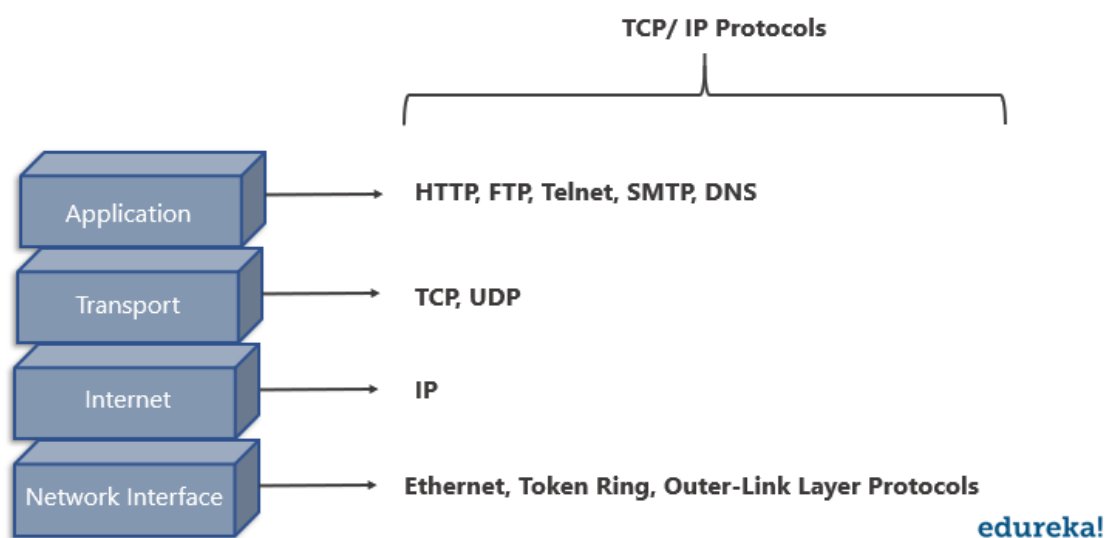 TCP/ IP Protocols
Application
HTTP, FTP, Telnet, SMTP, DNS
Transport
TCP, UDP
Internet
IP
Network Interface
Ethernet, Token Ring, Outer-Link Layer Protocols
edureka!